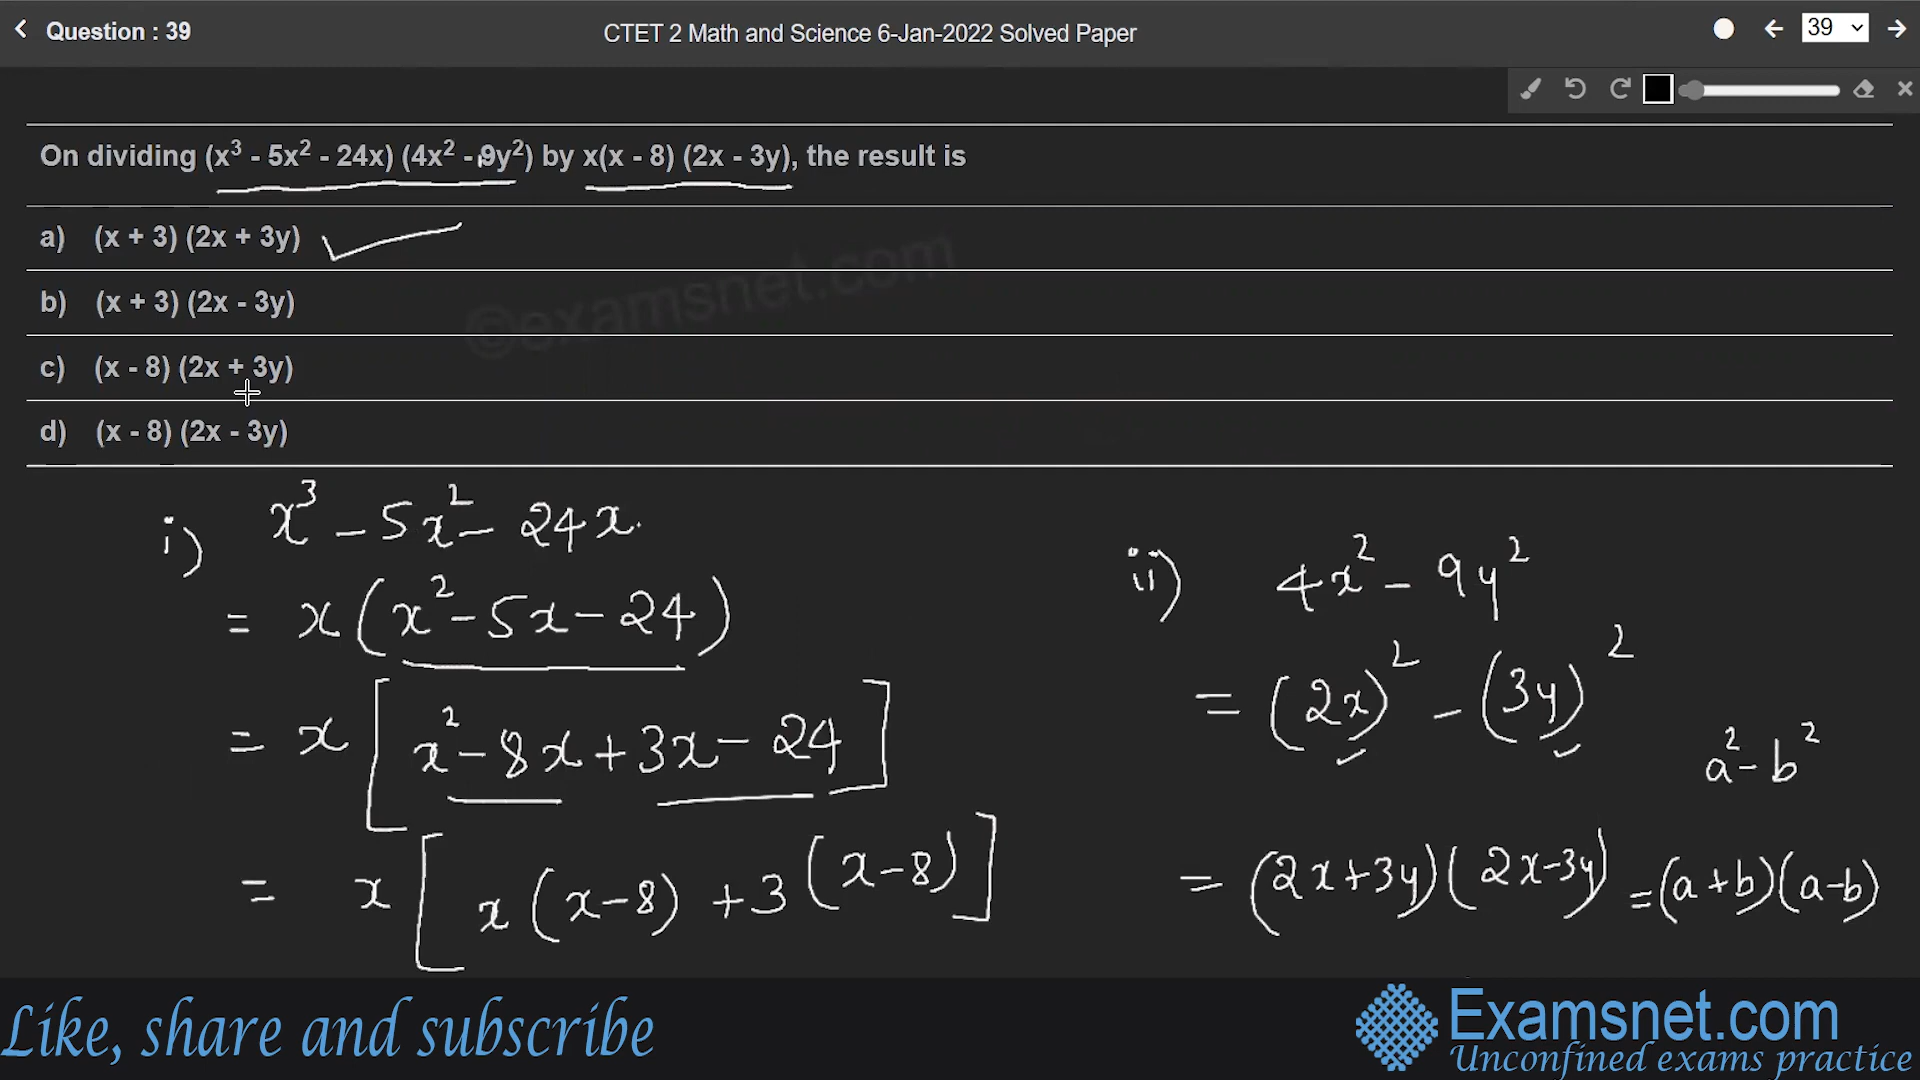 Question : 39
CTET 2 Math and Science 6-Jan-2022 Solved Paper
39
On dividing (x³ - 5x² - 24x) (4x² - 9y²) by x(x - 8) (2x - 3y), the result is
a) (x + 3) (2x + 3y)
b) (x + 3) (2x - 3y)
c) (x - 8) (2x + 3y)
d) (x - 8) (2x - 3y)
©examsnet.com
i) x³ - 5x² - 24x
= x(x² - 5x - 24)
= x[x² - 8x + 3x - 24]
= x[x(x - 8) + 3(x - 8)]
ii) 4x² - 9y²
= (2x)² - (3y)²
a² - b²
= (2x + 3y)(2x - 3y) = (a + b)(a - b)
Like, share and subscribe
Examsnet.com
Unconfined exams practice